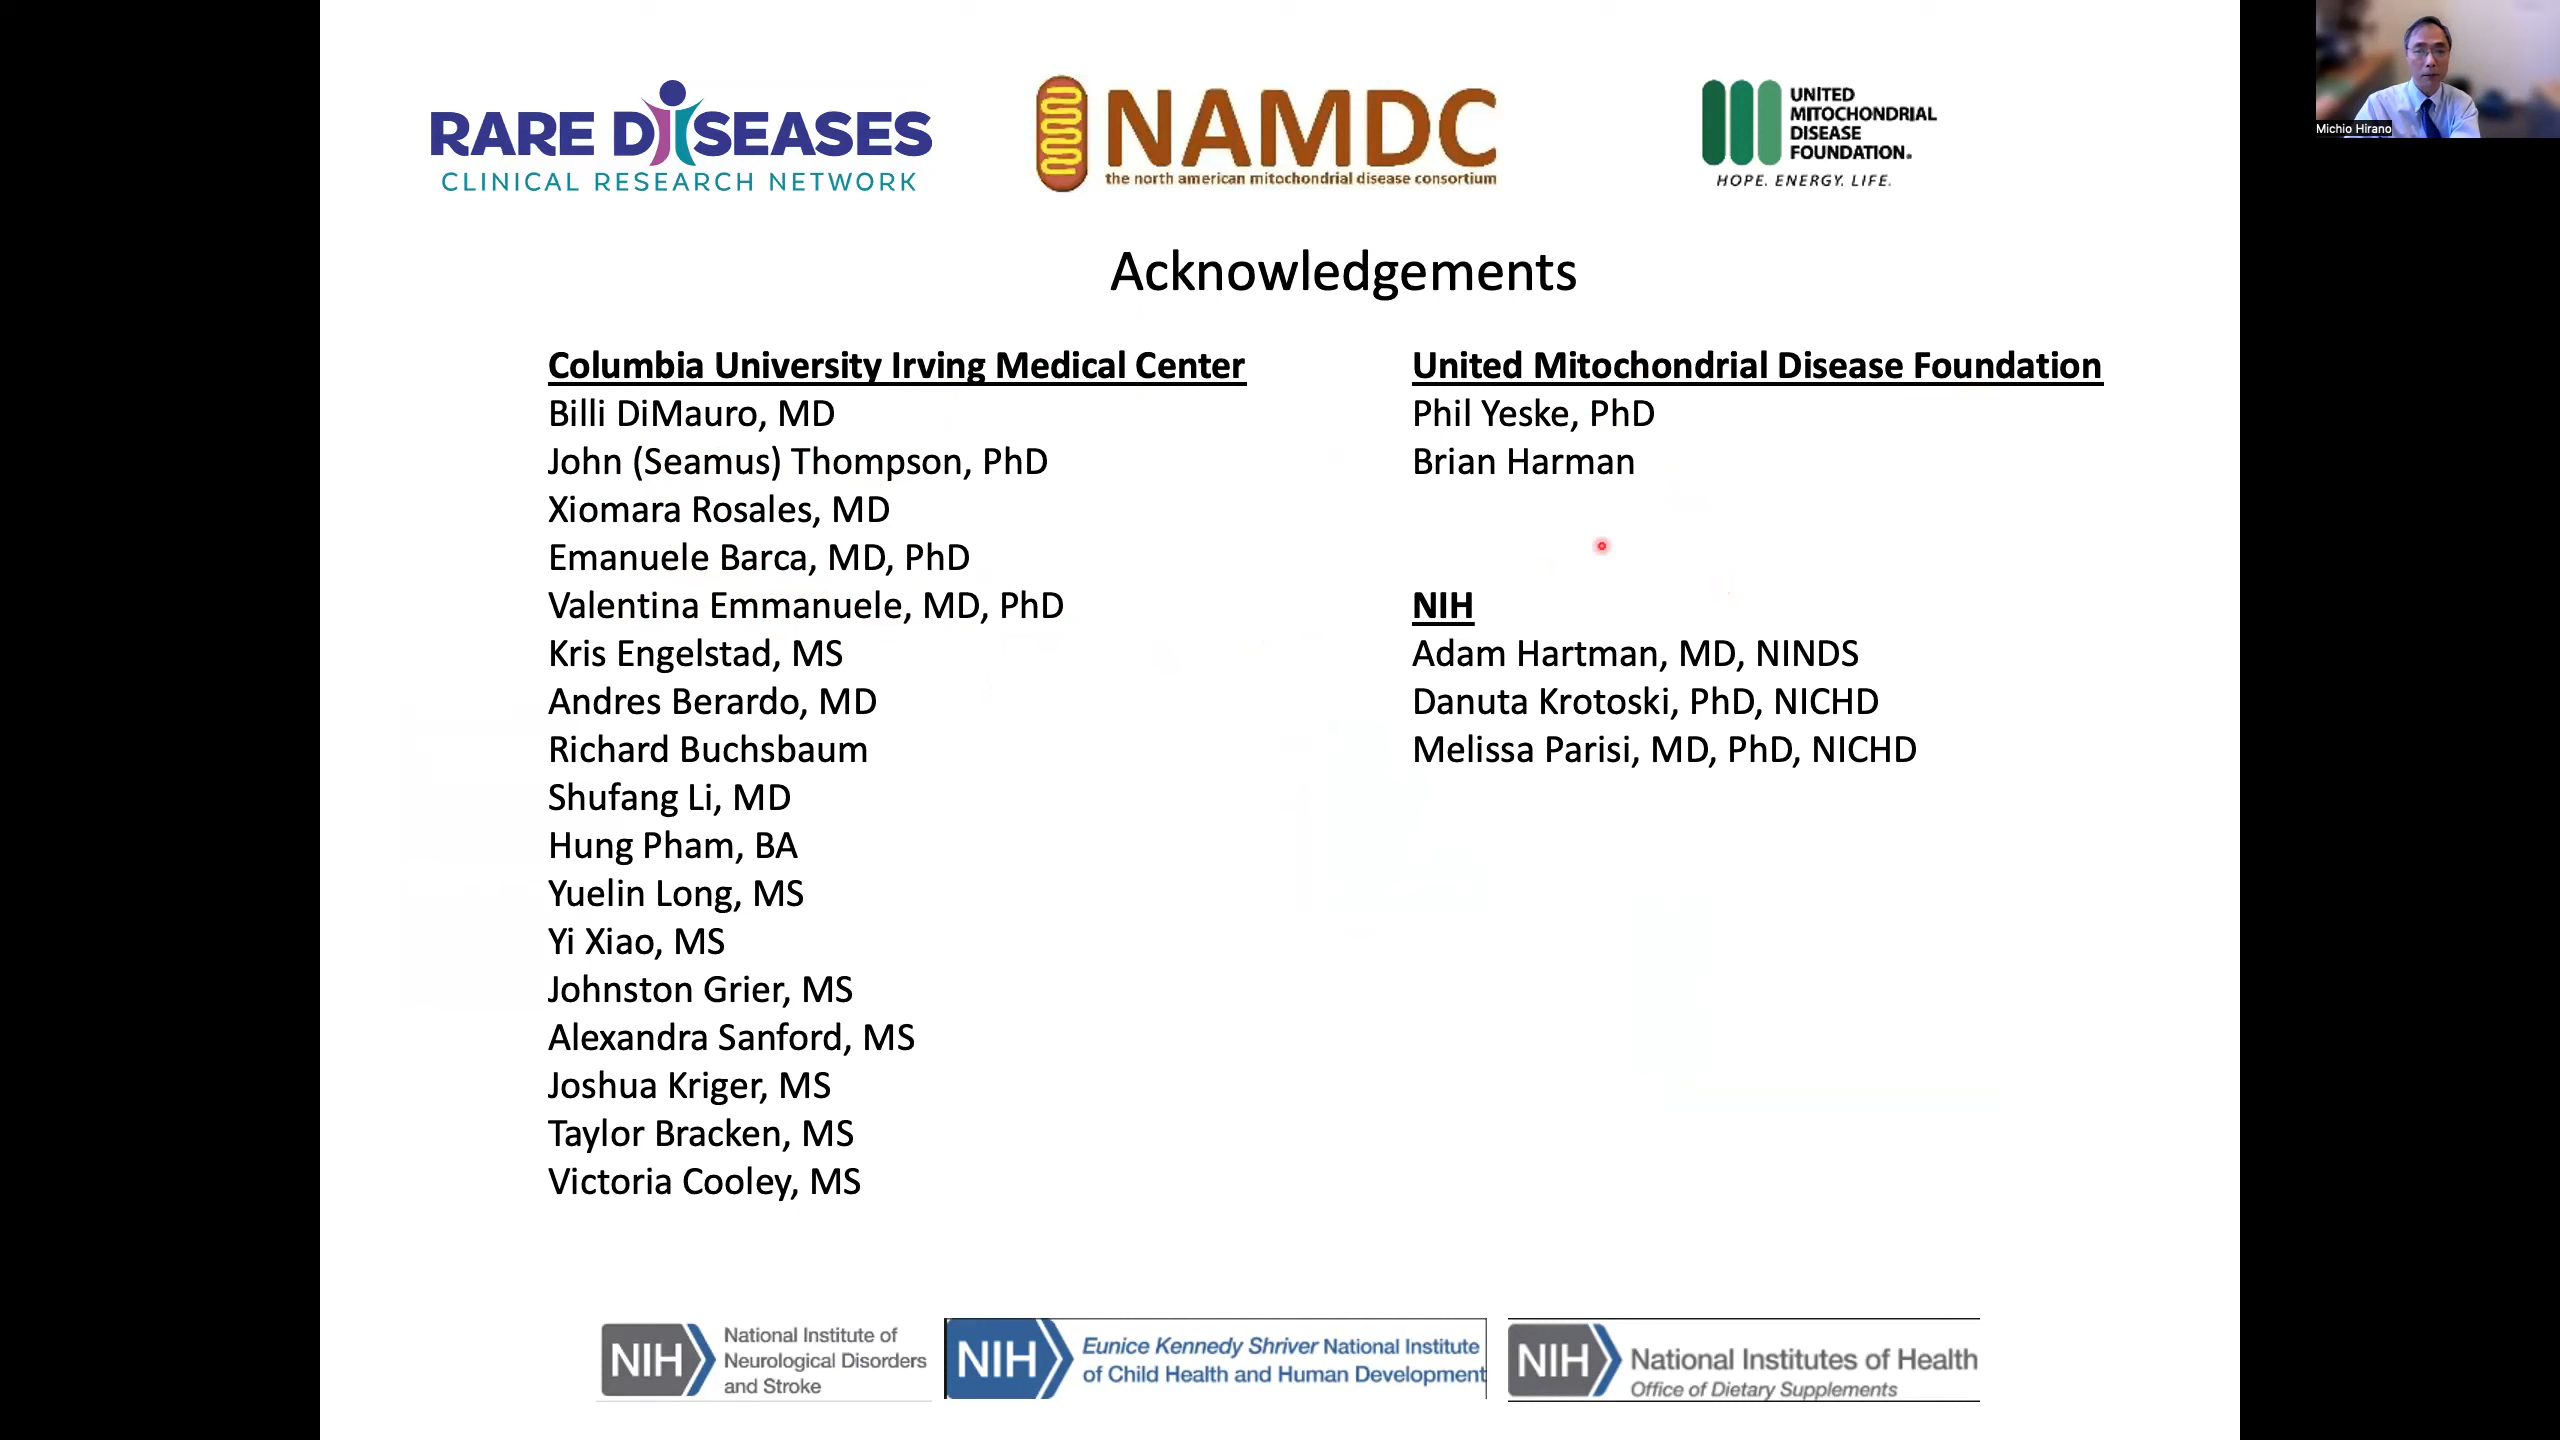 RARE DISEASES
CLINICAL RESEARCH NETWORK
NAMDC
the north american mitochondrial disease consortium
UNITED
MITOCHONDRIAL
DISEASE
FOUNDATION®
HOPE. ENERGY. LIFE.
Michio Hirano
Acknowledgements
Columbia University Irving Medical Center
Billi DiMauro, MD
John (Seamus) Thompson, PhD
Xiomara Rosales, MD
Emanuele Barca, MD, PhD
Valentina Emmanuele, MD, PhD
Kris Engelstad, MS
Andres Berardo, MD
Richard Buchsbaum
Shufang Li, MD
Hung Pham, BA
Yuelin Long, MS
Yi Xiao, MS
Johnston Grier, MS
Alexandra Sanford, MS
Joshua Kriger, MS
Taylor Bracken, MS
Victoria Cooley, MS
United Mitochondrial Disease Foundation
Phil Yeske, PhD
Brian Harman
NIH
Adam Hartman, MD, NINDS
Danuta Krotoski, PhD, NICHD
Melissa Parisi, MD, PhD, NICHD
NIH
National Institute of
Neurological Disorders
and Stroke
NIH
Eunice Kennedy Shriver National Institute
of Child Health and Human Development
NIH
National Institutes of Health
Office of Dietary Supplements